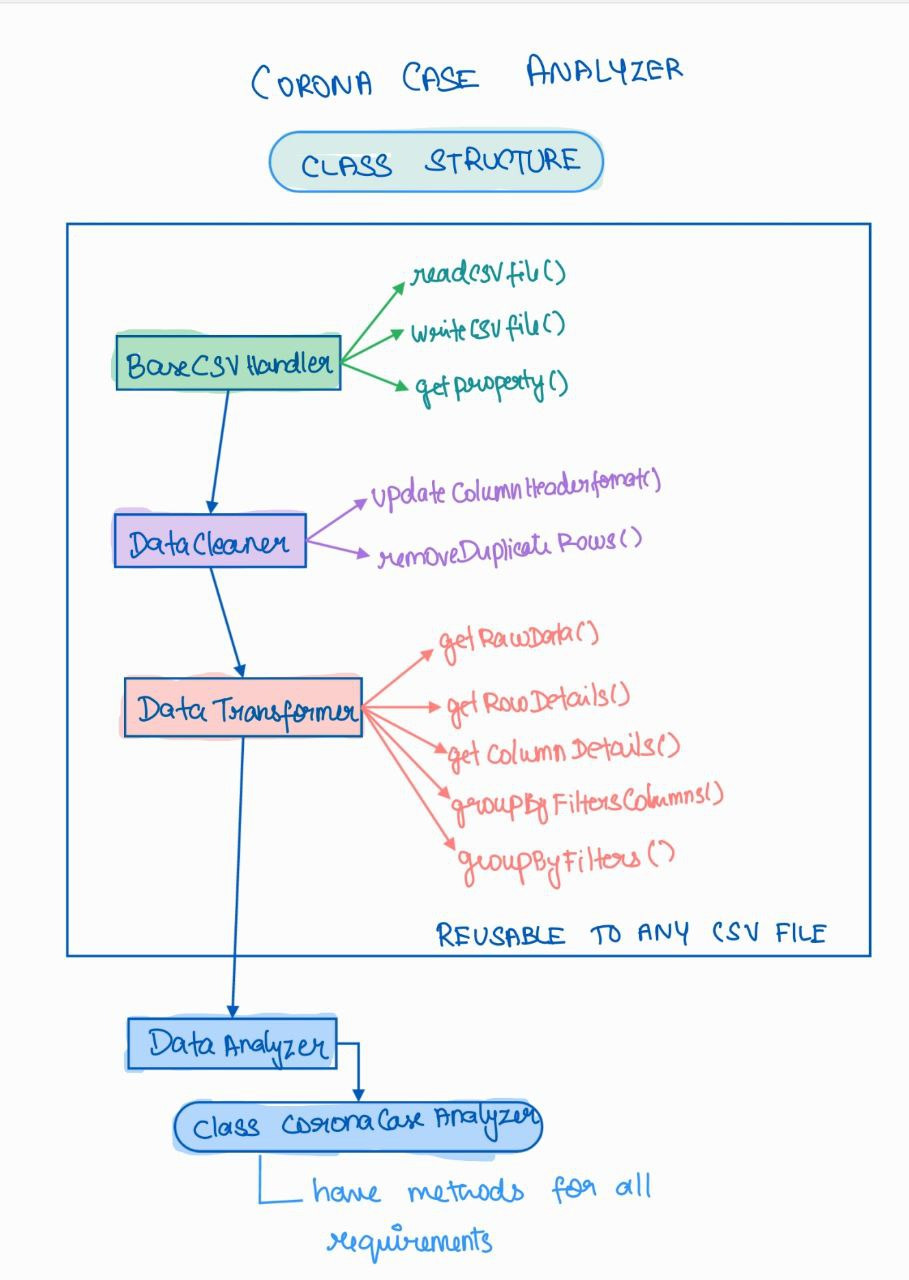 CORONA CASE ANALYZER
CLASS STRUCTURE
readCSVfile()
writeCSVfile()
BaseCSVHandler
getproperty()
updateColumnHeaderfomat()
DataCleaner
removeDuplicateRows()
getRawData()
getRowDetails()
DataTransformer
getColumnDetails()
groupByFiltersColumns()
groupByFilters()
REUSABLE TO ANY CSV FILE
DataAnalyzer
Class CoronaCaseAnalyzer
have methods for all
requirements